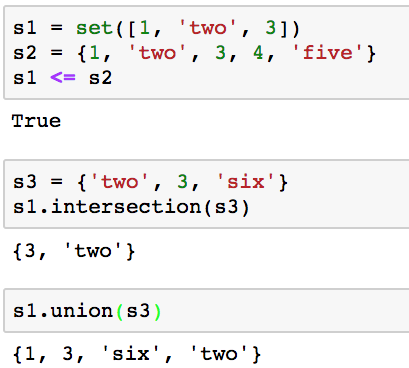 s1 = set([1, 'two', 3])
s2 = {1, 'two', 3, 4, 'five'}
s1 <= s2
True
s3 = {'two', 3, 'six'}
s1.intersection(s3)
{3, 'two'}
s1.union(s3)
{1, 3, 'six', 'two'}